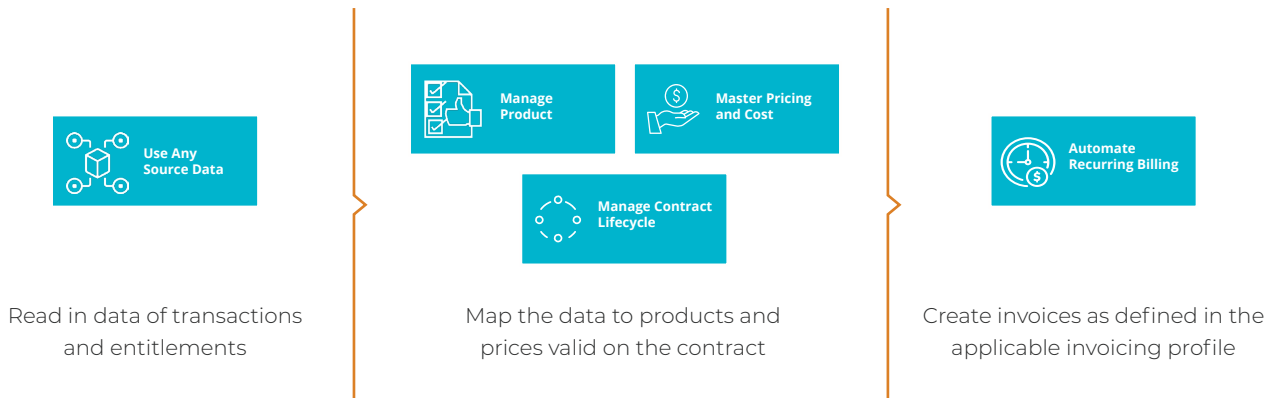 Use Any
Source Data
Read in data of transactions
and entitlements
Manage
Product
Master Pricing
and Cost
Manage Contract
Lifecycle
Map the data to products and
prices valid on the contract
Automate
Recurring Billing
Create invoices as defined in the
applicable invoicing profile